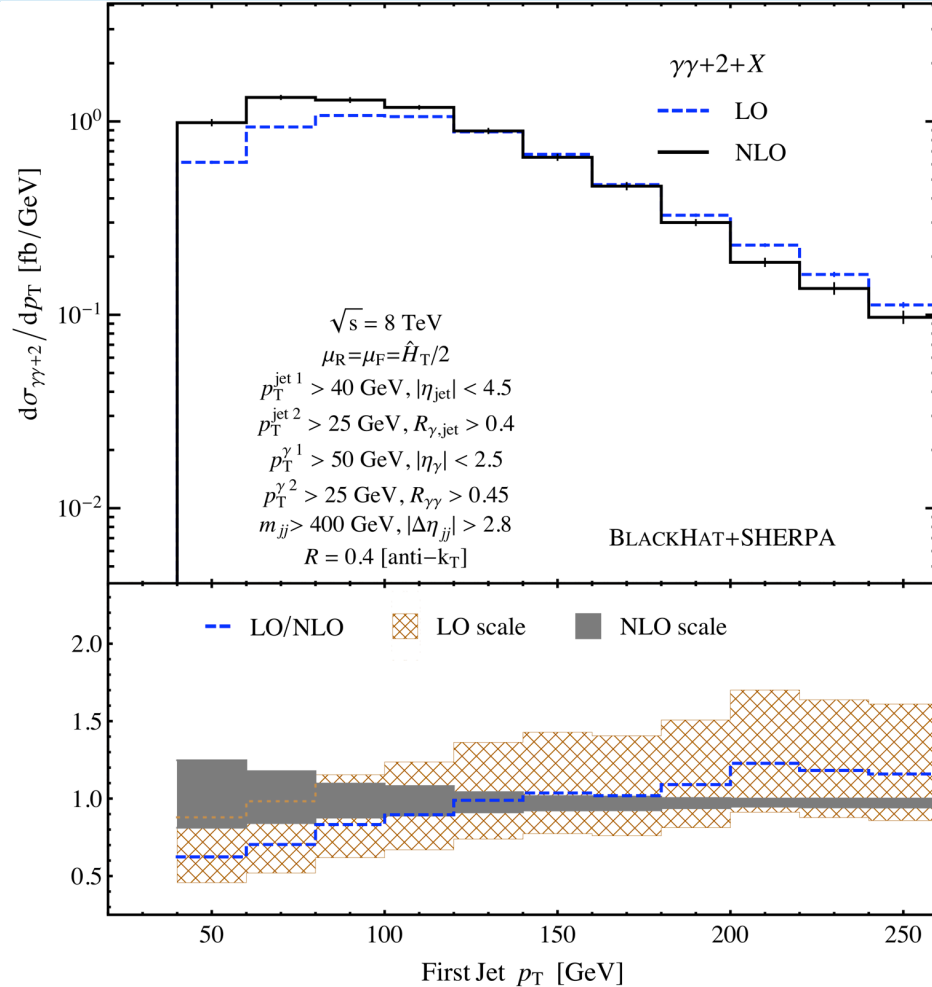 γγ+2+X
LO
NLO
10⁰
10⁻¹
10⁻²
dσ_γγ+2/dp_T [fb/GeV]
√s = 8 TeV
μ_R=μ_F=Ĥ_T/2
p_T^jet 1 > 40 GeV, |η_jet| < 4.5
p_T^jet 2 > 25 GeV, R_γ,jet > 0.4
p_T^γ 1 > 50 GeV, |η_γ| < 2.5
p_T^γ 2 > 25 GeV, R_γγ > 0.45
m_jj > 400 GeV, |Δη_jj| > 2.8
R = 0.4 [anti−k_T]
BLACKHAT+SHERPA
LO/NLO LO scale NLO scale
2.0
1.5
1.0
0.5
50 100 150 200 250
First Jet p_T [GeV]